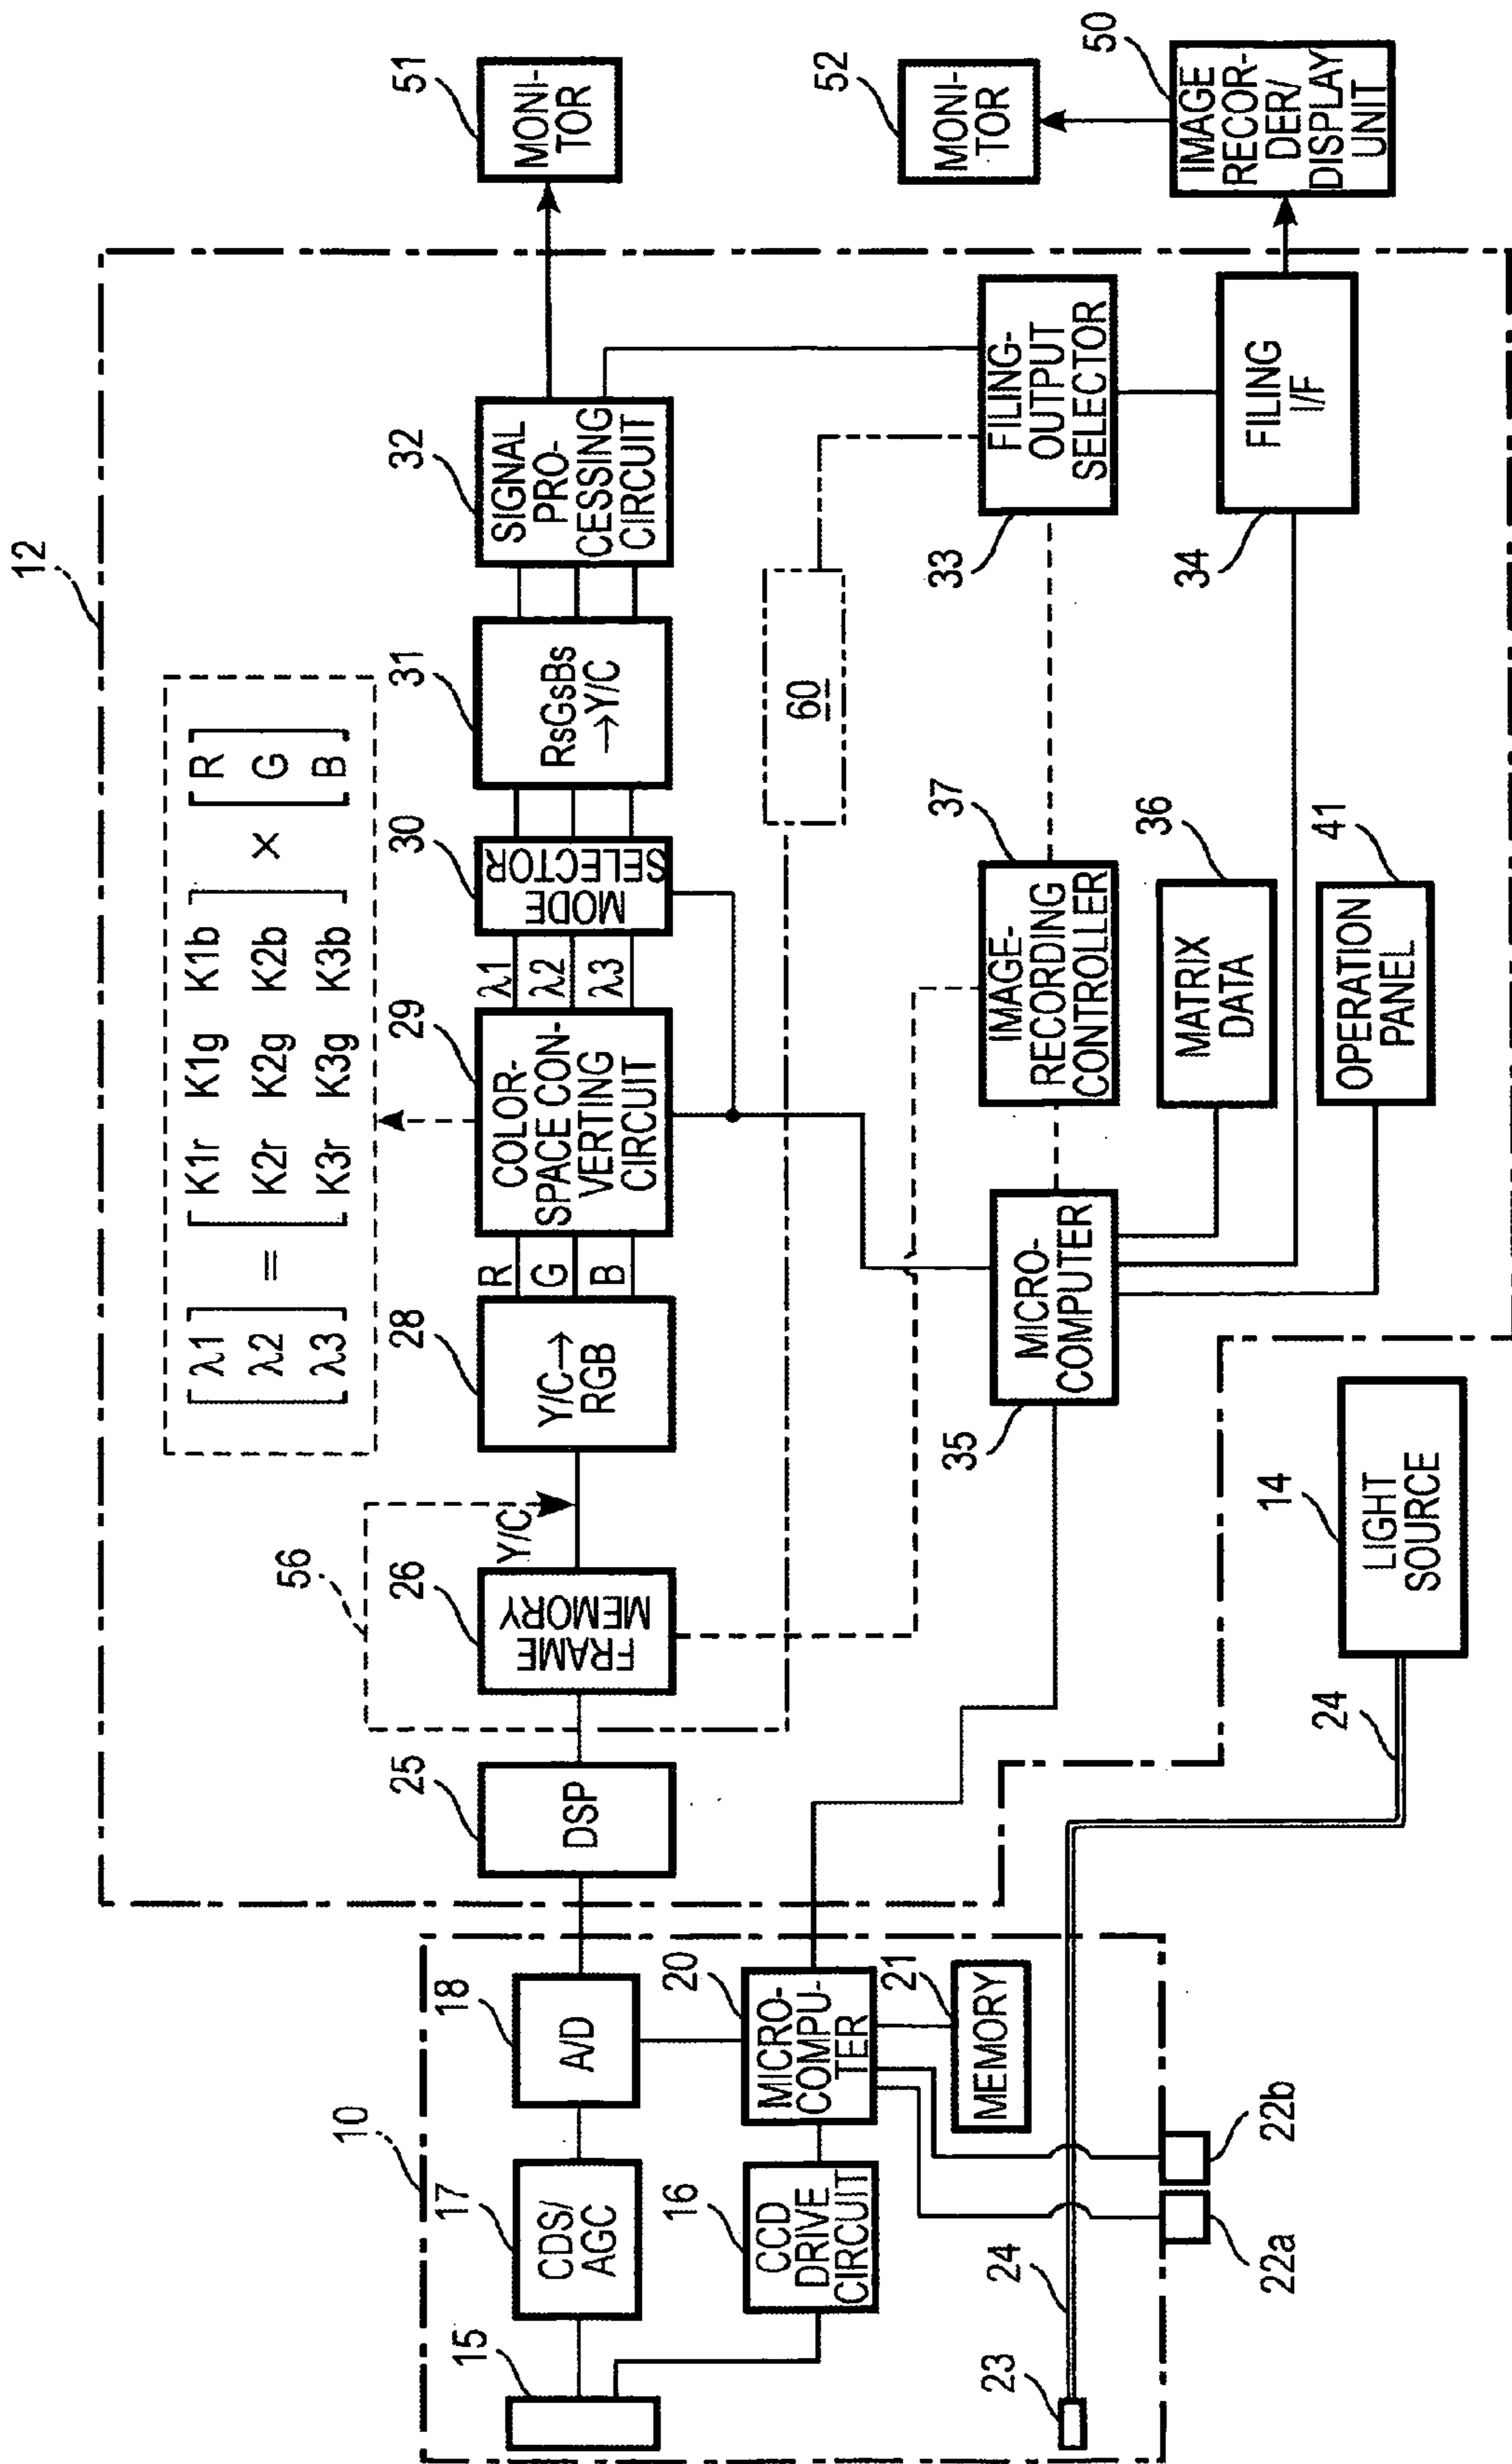 12
[λ1] [K1r K1g K1b] [R]
[λ2] = [K2r K2g K2b] × [G]
[λ3] [K3r K3g K3b] [B]
10
15
17
CDS/
AGC
18
A/D
25
DSP
56
26
FRAME
MEMORY
Y/C
28
Y/C→
RGB
R
G
B
29
COLOR-
SPACE CON-
VERTING
CIRCUIT
λ1
λ2
λ3
30
MODE
SELECTOR
31
RsGsBs
→Y/C
32
SIGNAL
PRO-
CESSING
CIRCUIT
51
MONI-
TOR
16
CCD
DRIVE
CIRCUIT
20
MICRO-
COMPU-
TER
21
MEMORY
60
35
MICRO-
COMPUTER
37
IMAGE-
RECORDING
CONTROLLER
33
FILING-
OUTPUT
SELECTOR
52
MONI-
TOR
36
MATRIX
DATA
34
FILING
I/F
50
IMAGE
RECOR-
DER/
DISPLAY
UNIT
41
OPERATION
PANEL
23
24
22a
22b
24
14
LIGHT
SOURCE